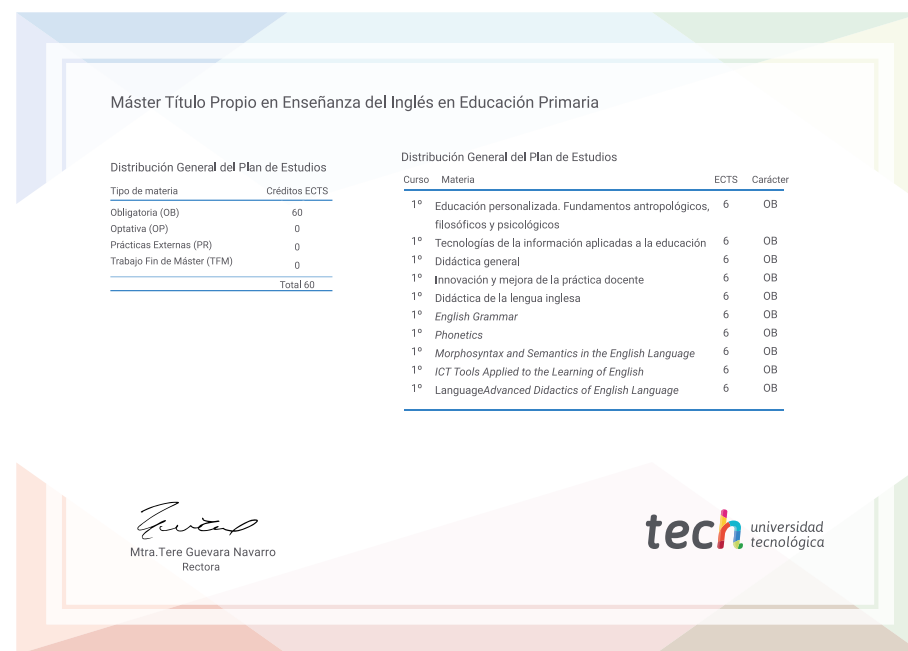 Máster Título Propio en Enseñanza del Inglés en Educación Primaria
Distribución General del Plan de Estudios
Tipo de materia Créditos ECTS
Obligatoria (OB) 60
Optativa (OP) 0
Prácticas Externas (PR) 0
Trabajo Fin de Máster (TFM) 0
Total 60
Distribución General del Plan de Estudios
Curso Materia ECTS Carácter
1º Educación personalizada. Fundamentos antropológicos, 6 OB
filosóficos y psicológicos
1º Tecnologías de la información aplicadas a la educación 6 OB
1º Didáctica general 6 OB
1º Innovación y mejora de la práctica docente 6 OB
1º Didáctica de la lengua inglesa 6 OB
1º English Grammar 6 OB
1º Phonetics 6 OB
1º Morphosyntax and Semantics in the English Language 6 OB
1º ICT Tools Applied to the Learning of English 6 OB
1º LanguageAdvanced Didactics of English Language 6 OB
Mtra.Tere Guevara Navarro
Rectora
tech universidad
tecnológica